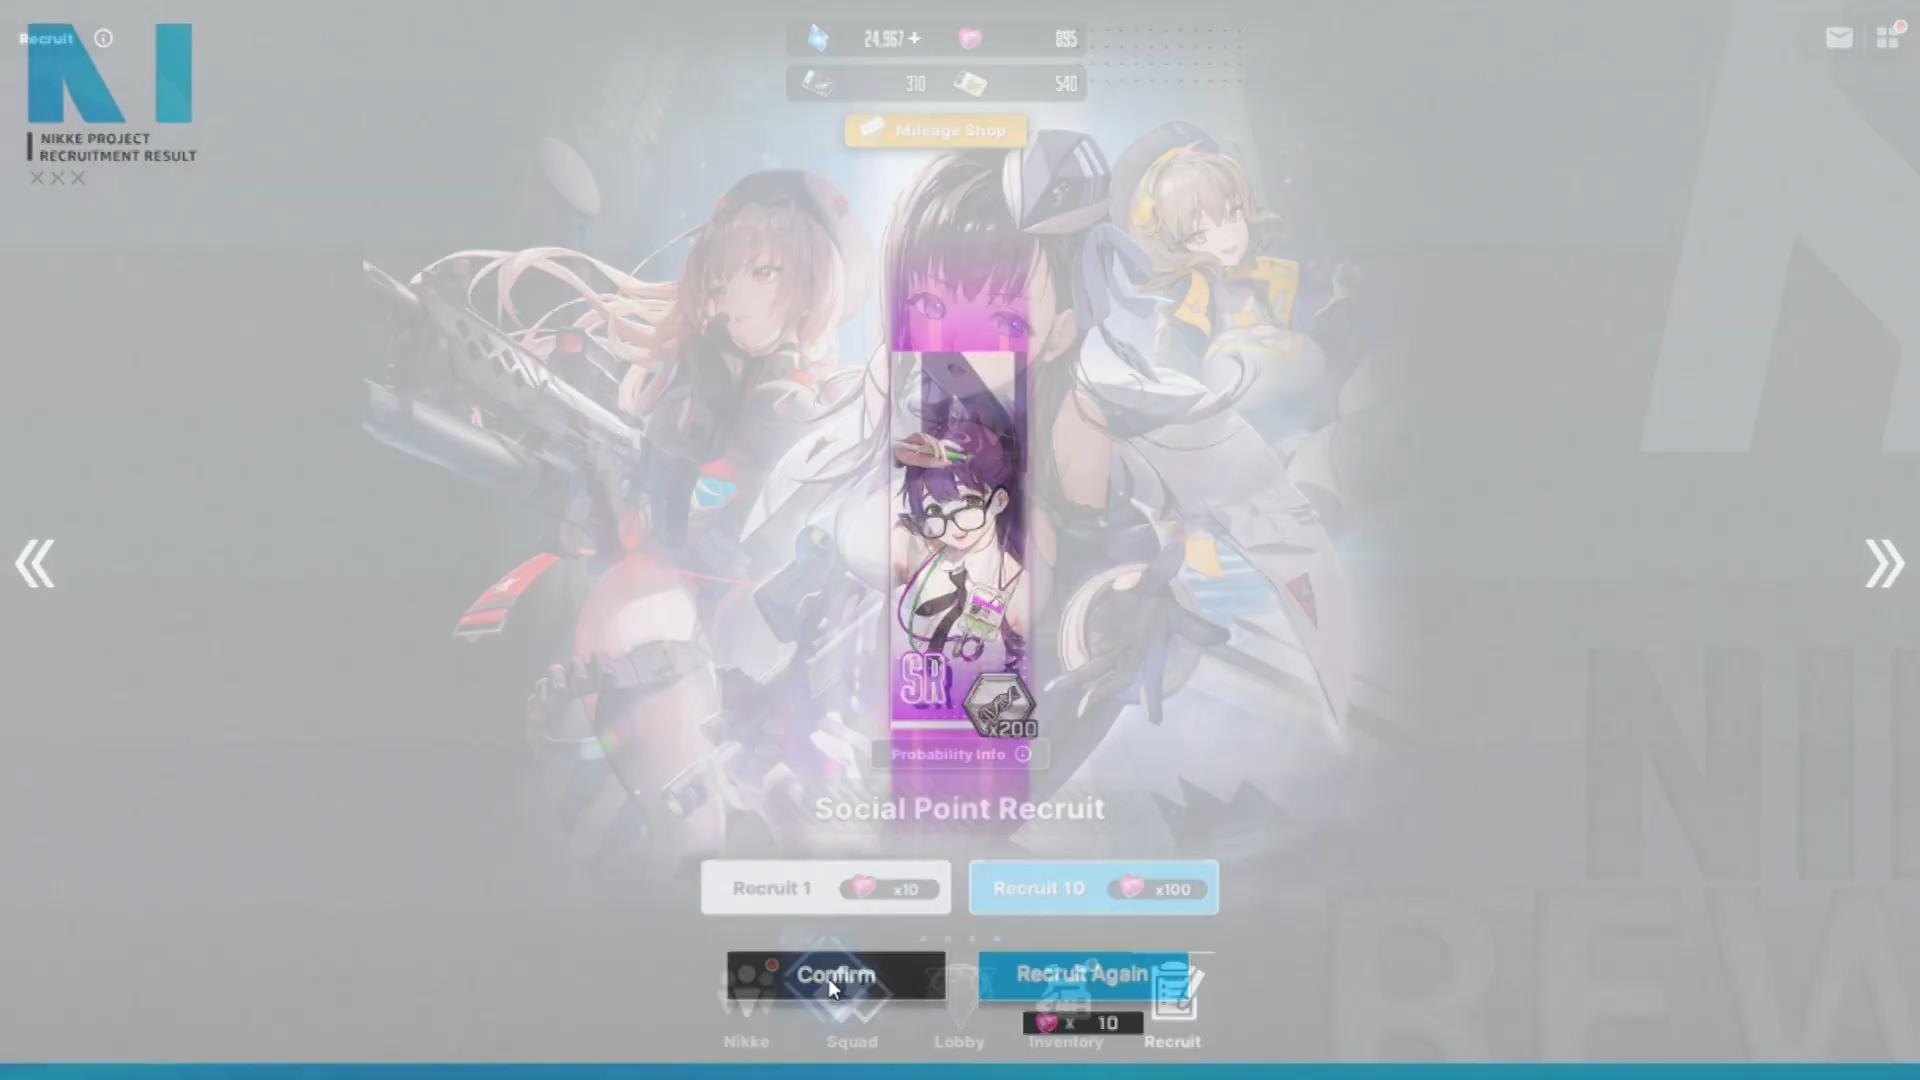 Recruit
24,967
895
310
540
NIKKE PROJECT
RECRUITMENT RESULT
Mileage Shop
SR
x200
Probability Info
Social Point Recruit
Recruit 1
x10
Recruit 10
x100
Confirm
Recruit Again
x 10
Nikke
Squad
Lobby
Inventory
Recruit